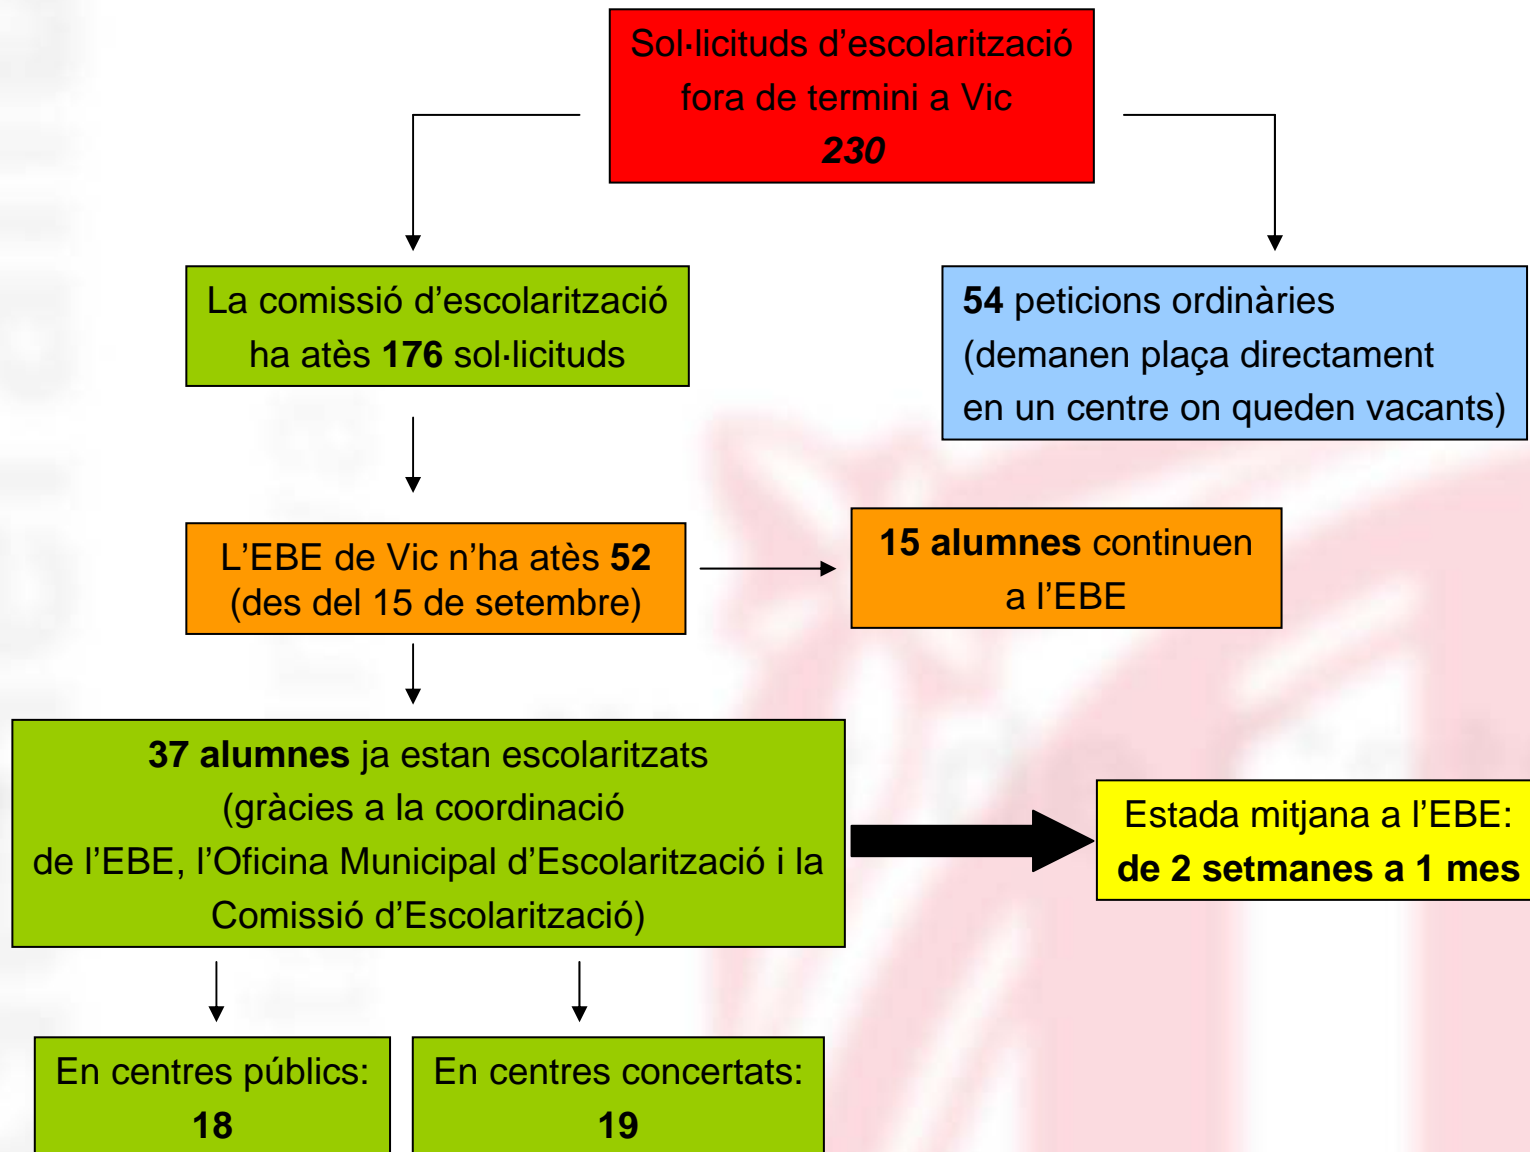 Sol·licituds d’escolarització
fora de termini a Vic
230
La comissió d’escolarització
ha atès 176 sol·licituds
54 peticions ordinàries
(demanen plaça directament
en un centre on queden vacants)
L’EBE de Vic n’ha atès 52
(des del 15 de setembre)
15 alumnes continuen
a l’EBE
37 alumnes ja estan escolaritzats
(gràcies a la coordinació
de l’EBE, l’Oficina Municipal d’Escolarització i la
Comissió d’Escolarització)
Estada mitjana a l’EBE:
de 2 setmanes a 1 mes
En centres públics:
18
En centres concertats:
19